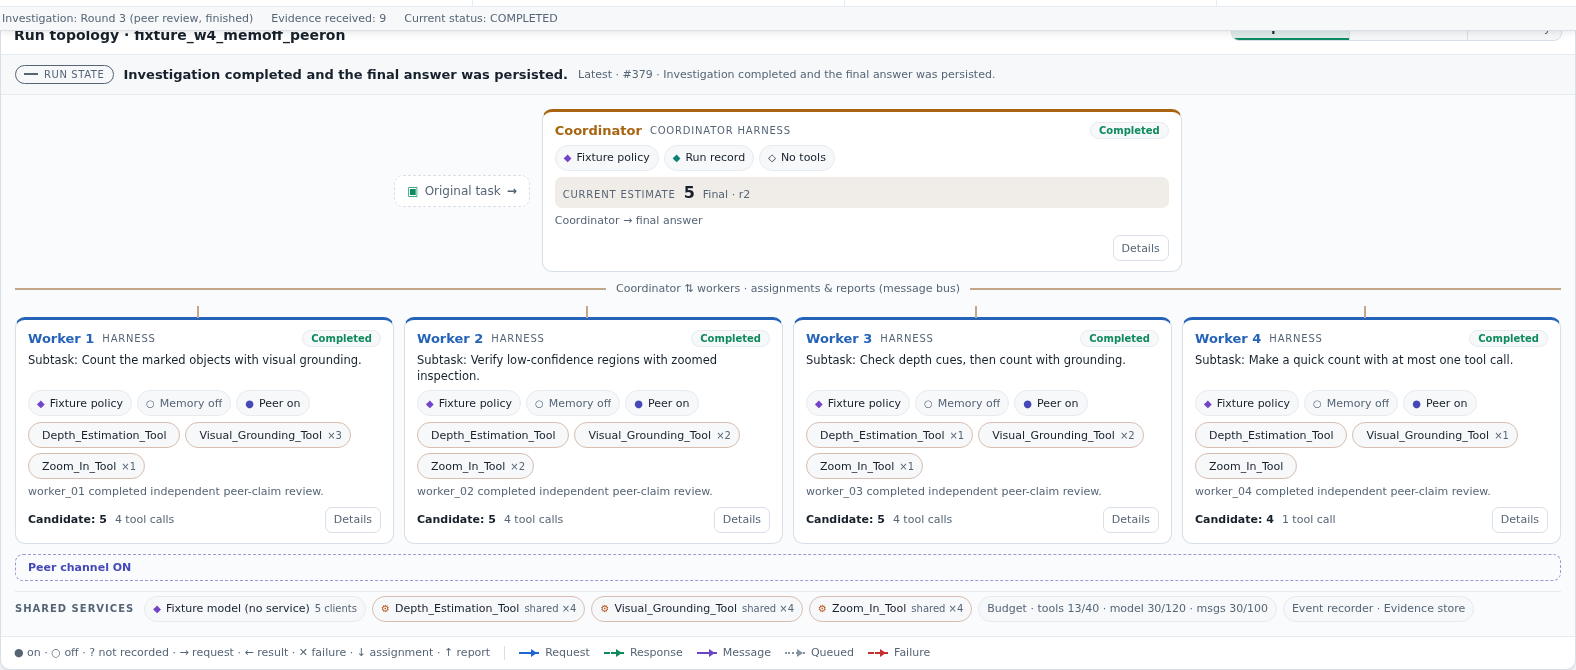 Investigation: Round 3 (peer review, finished) Evidence received: 9 Current status: COMPLETED
Run topology · fixture_w4_memoff_peeron
RUN STATE Investigation completed and the final answer was persisted. Latest · #379 · Investigation completed and the final answer was persisted.
Coordinator COORDINATOR HARNESS Completed
◆ Fixture policy ◆ Run record ◇ No tools
▣ Original task →
CURRENT ESTIMATE 5 Final · r2
Coordinator → final answer
Details
Coordinator ⇅ workers · assignments & reports (message bus)
Worker 1 HARNESS Completed
Subtask: Count the marked objects with visual grounding.
◆ Fixture policy ○ Memory off ● Peer on
Depth_Estimation_Tool Visual_Grounding_Tool ×3
Zoom_In_Tool ×1
worker_01 completed independent peer-claim review.
Candidate: 5 4 tool calls Details
Worker 2 HARNESS Completed
Subtask: Verify low-confidence regions with zoomed
inspection.
◆ Fixture policy ○ Memory off ● Peer on
Depth_Estimation_Tool Visual_Grounding_Tool ×2
Zoom_In_Tool ×2
worker_02 completed independent peer-claim review.
Candidate: 5 4 tool calls Details
Worker 3 HARNESS Completed
Subtask: Check depth cues, then count with grounding.
◆ Fixture policy ○ Memory off ● Peer on
Depth_Estimation_Tool ×1 Visual_Grounding_Tool ×2
Zoom_In_Tool ×1
worker_03 completed independent peer-claim review.
Candidate: 5 4 tool calls Details
Worker 4 HARNESS Completed
Subtask: Make a quick count with at most one tool call.
◆ Fixture policy ○ Memory off ● Peer on
Depth_Estimation_Tool Visual_Grounding_Tool ×1
Zoom_In_Tool
worker_04 completed independent peer-claim review.
Candidate: 4 1 tool call Details
Peer channel ON
SHARED SERVICES ◆ Fixture model (no service) 5 clients ⚙ Depth_Estimation_Tool shared ×4 ⚙ Visual_Grounding_Tool shared ×4 ⚙ Zoom_In_Tool shared ×4 Budget · tools 13/40 · model 30/120 · msgs 30/100 Event recorder · Evidence store
● on · ○ off · ? not recorded · → request · ← result · ✕ failure · ↓ assignment · ↑ report Request Response Message Queued Failure